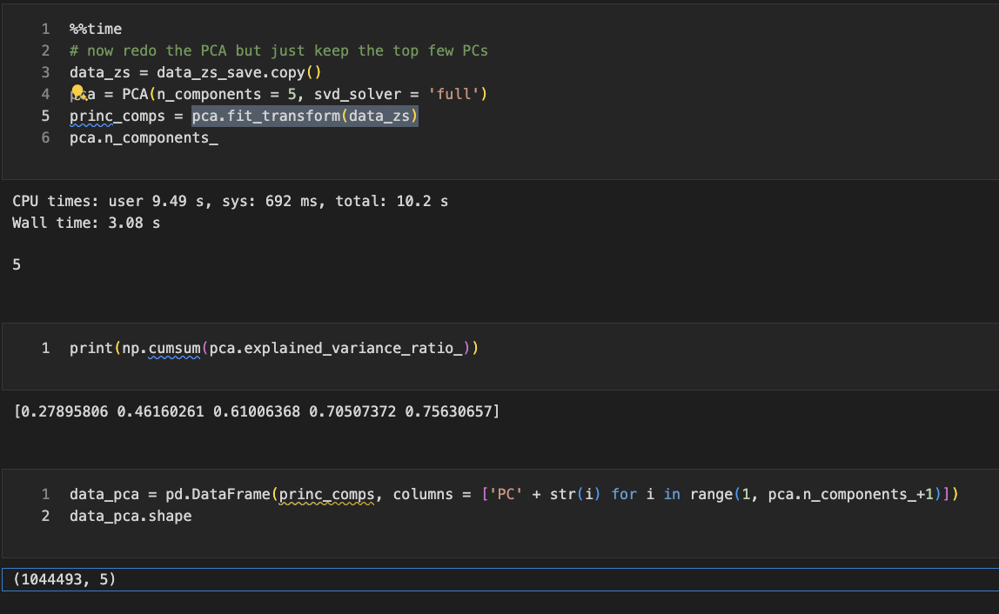 1 %%time
2 # now redo the PCA but just keep the top few PCs
3 data_zs = data_zs_save.copy()
4 pca = PCA(n_components = 5, svd_solver = 'full')
5 princ_comps = pca.fit_transform(data_zs)
6 pca.n_components_
CPU times: user 9.49 s, sys: 692 ms, total: 10.2 s
Wall time: 3.08 s
5
1 print(np.cumsum(pca.explained_variance_ratio_))
[0.27895806 0.46160261 0.61006368 0.70507372 0.75630657]
1 data_pca = pd.DataFrame(princ_comps, columns = ['PC' + str(i) for i in range(1, pca.n_components_+1)])
2 data_pca.shape
(1044493, 5)